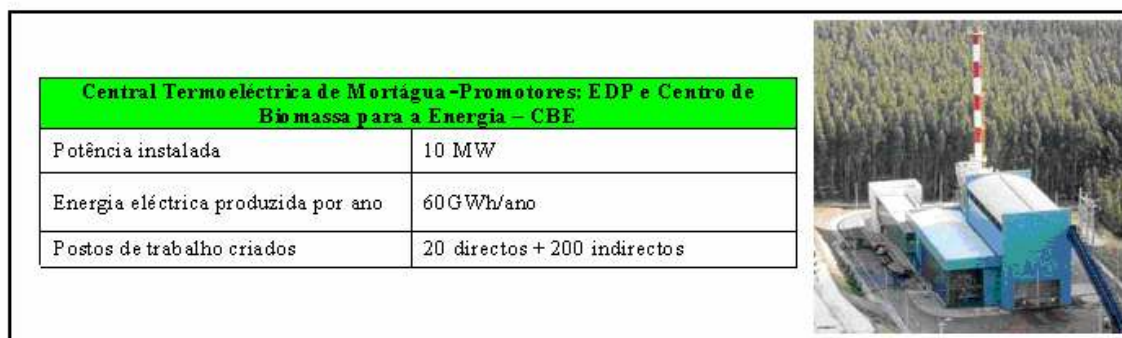 Central Termoeléctrica de Mortágua-Promotores: EDP e Centro de
Biomassa para a Energia – CBE
Potência instalada 10 MW
Energia eléctrica produzida por ano 60GWh/ano
Postos de trabalho criados 20 directos + 200 indirectos